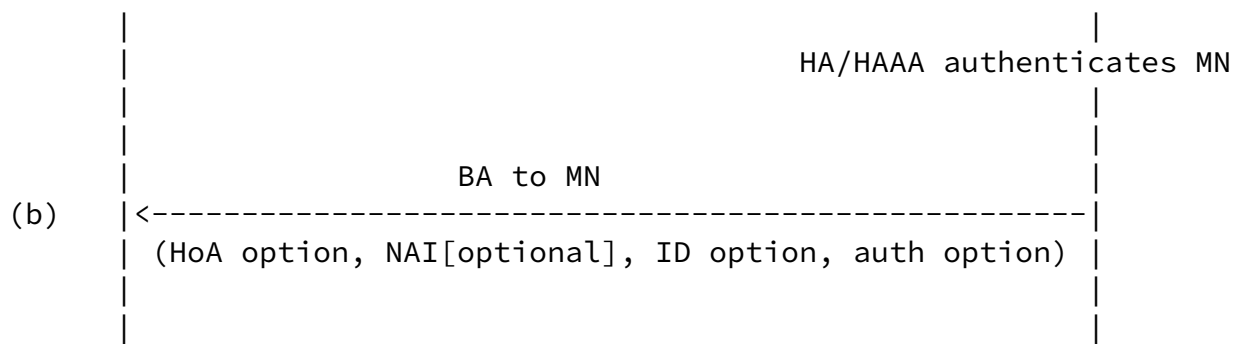 HA/HAAA authenticates MN
BA to MN
(b) |<----------------------------------------------------|
(HoA option, NAI[optional], ID option, auth option)